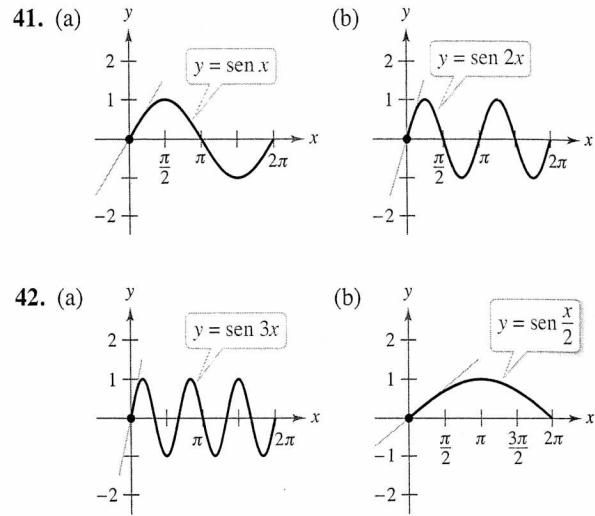 41. (a)
y
2
1
−2
y = sen x
π/2
π
2π
x
(b)
y
2
1
−2
y = sen 2x
π/2
π
2π
x
42. (a)
y
2
1
−2
y = sen 3x
π
2π
x
(b)
y
2
1
−1
−2
y = sen x/2
π/2
π
3π/2
2π
x